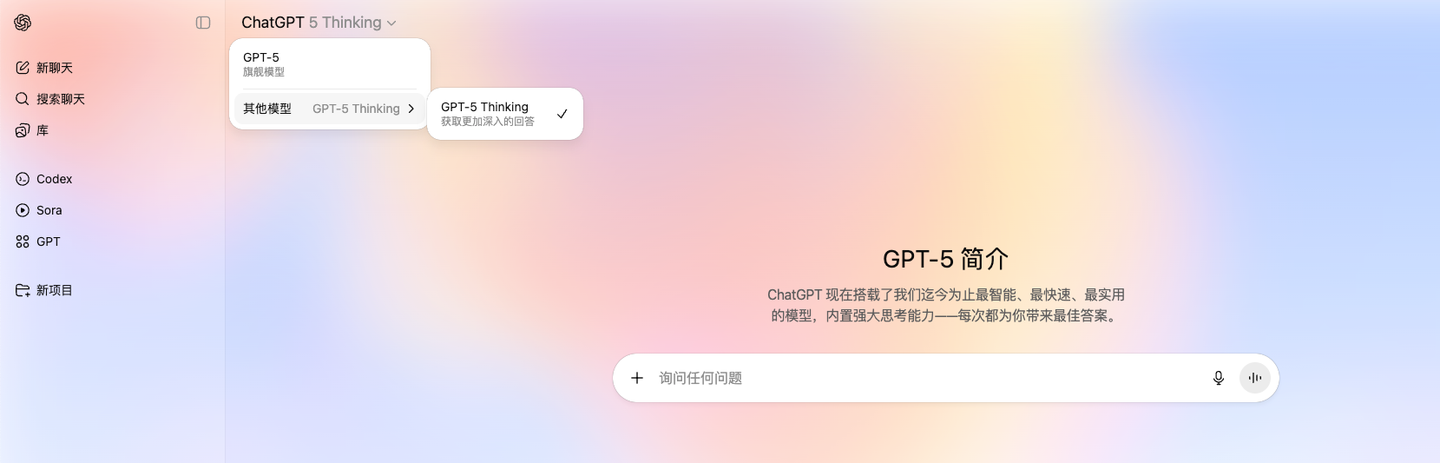 ChatGPT 5 Thinking
新聊天
搜索聊天
库
Codex
Sora
GPT
新项目
GPT-5
旗舰模型
其他模型 GPT-5 Thinking
GPT-5 Thinking
获取更加深入的回答
GPT-5 简介
ChatGPT 现在搭载了我们迄今为止最智能、最快速、最实用
的模型，内置强大思考能力——每次都为你带来最佳答案。
询问任何问题